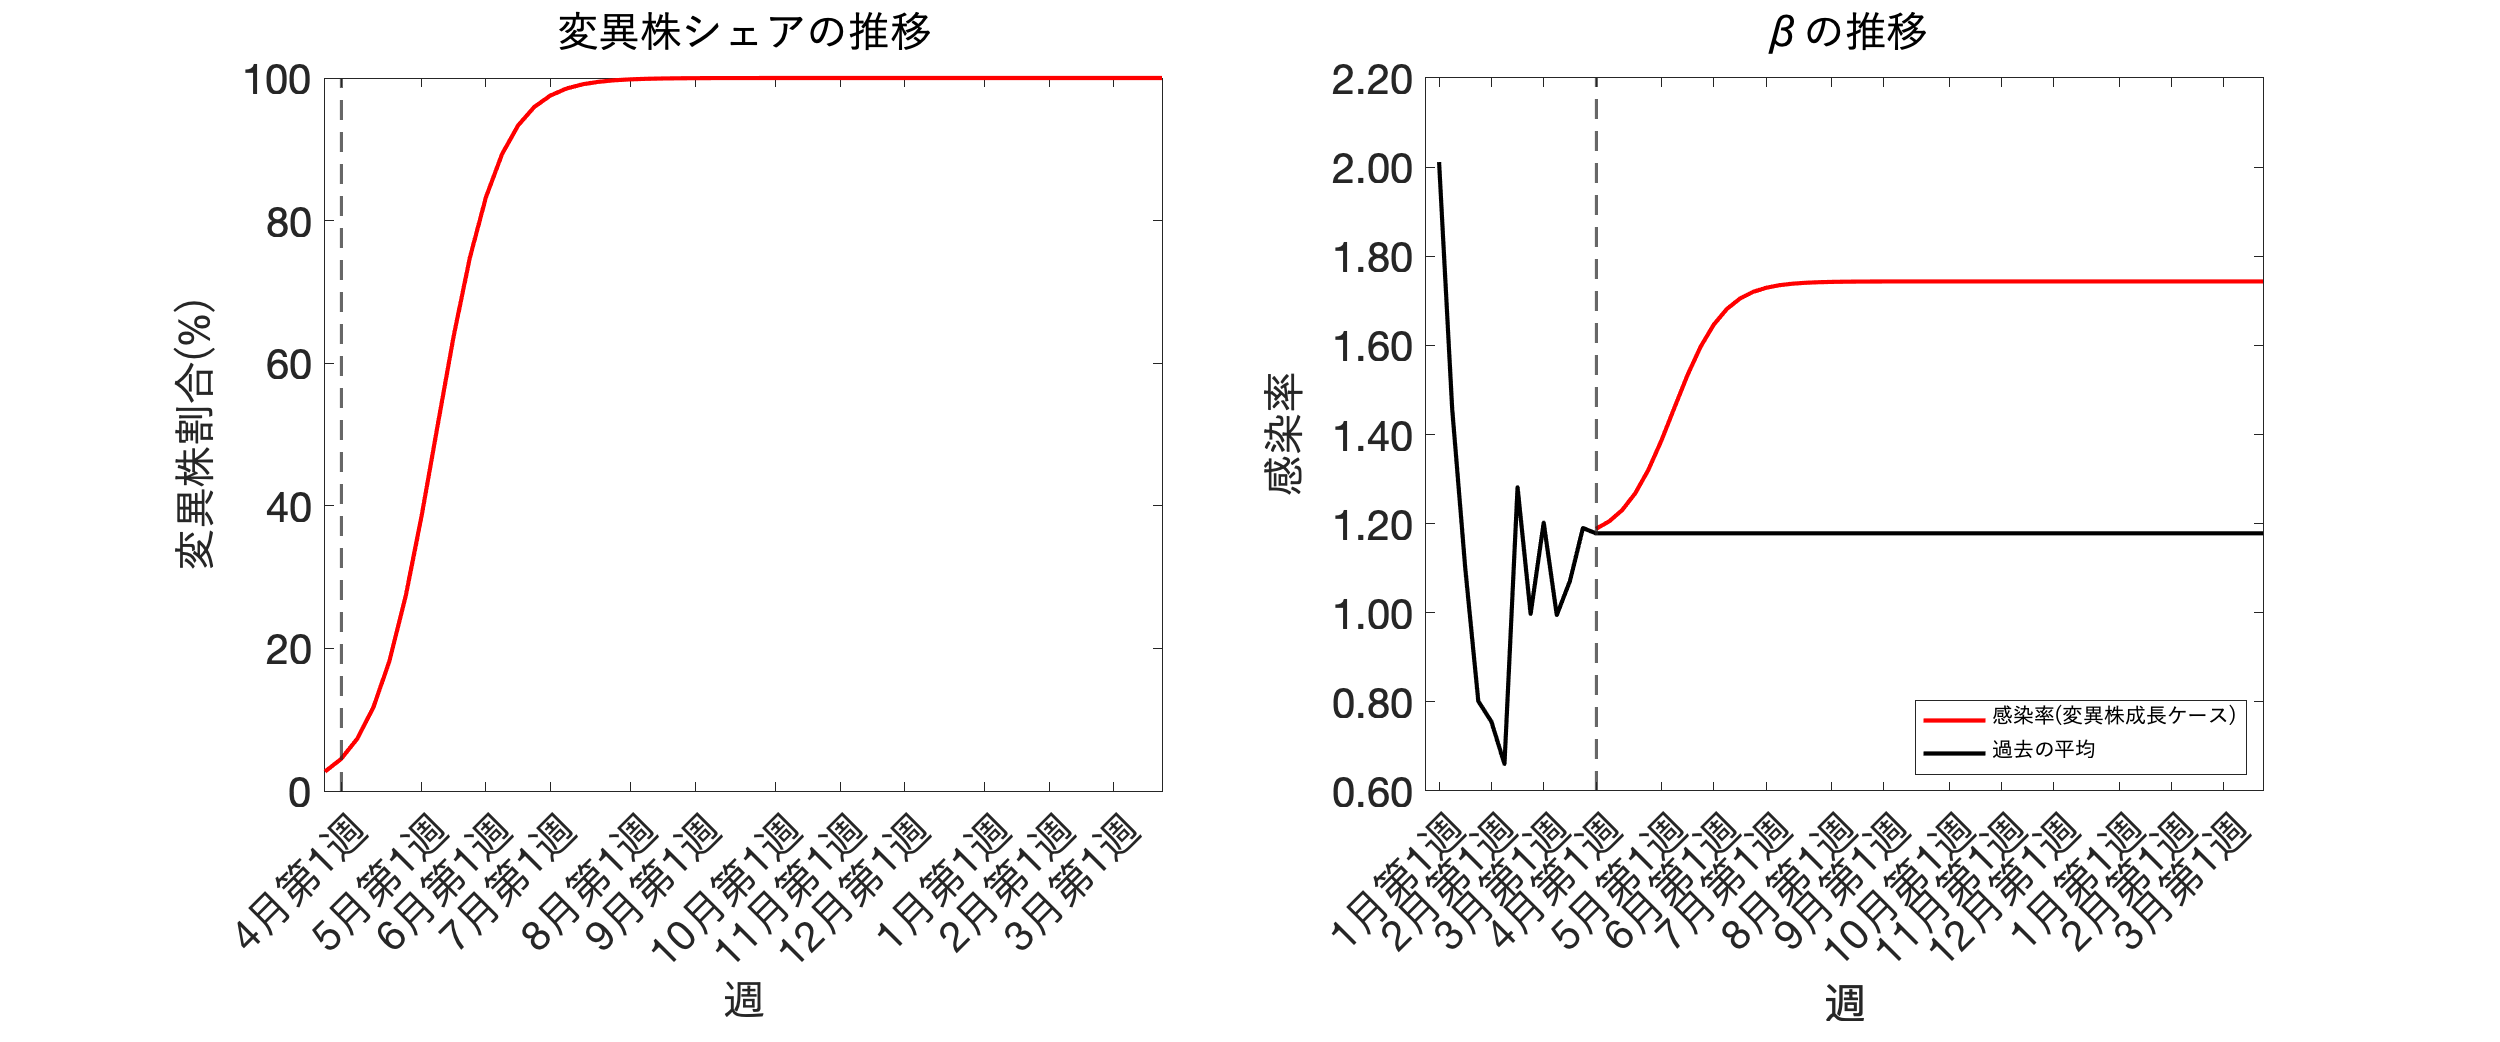 変異株シェアの推移
変異株割合(%)
100
80
60
40
20
0
4月第1週
5月第1週
6月第1週
7月第1週
8月第1週
9月第1週
10月第1週
11月第1週
12月第1週
1月第1週
2月第1週
3月第1週
週
β の推移
感染率
2.20
2.00
1.80
1.60
1.40
1.20
1.00
0.80
0.60
感染率(変異株成長ケース)
過去の平均
1月第1週
2月第1週
3月第1週
4月第1週
5月第1週
6月第1週
7月第1週
8月第1週
9月第1週
10月第1週
11月第1週
12月第1週
1月第1週
2月第1週
3月第1週
週